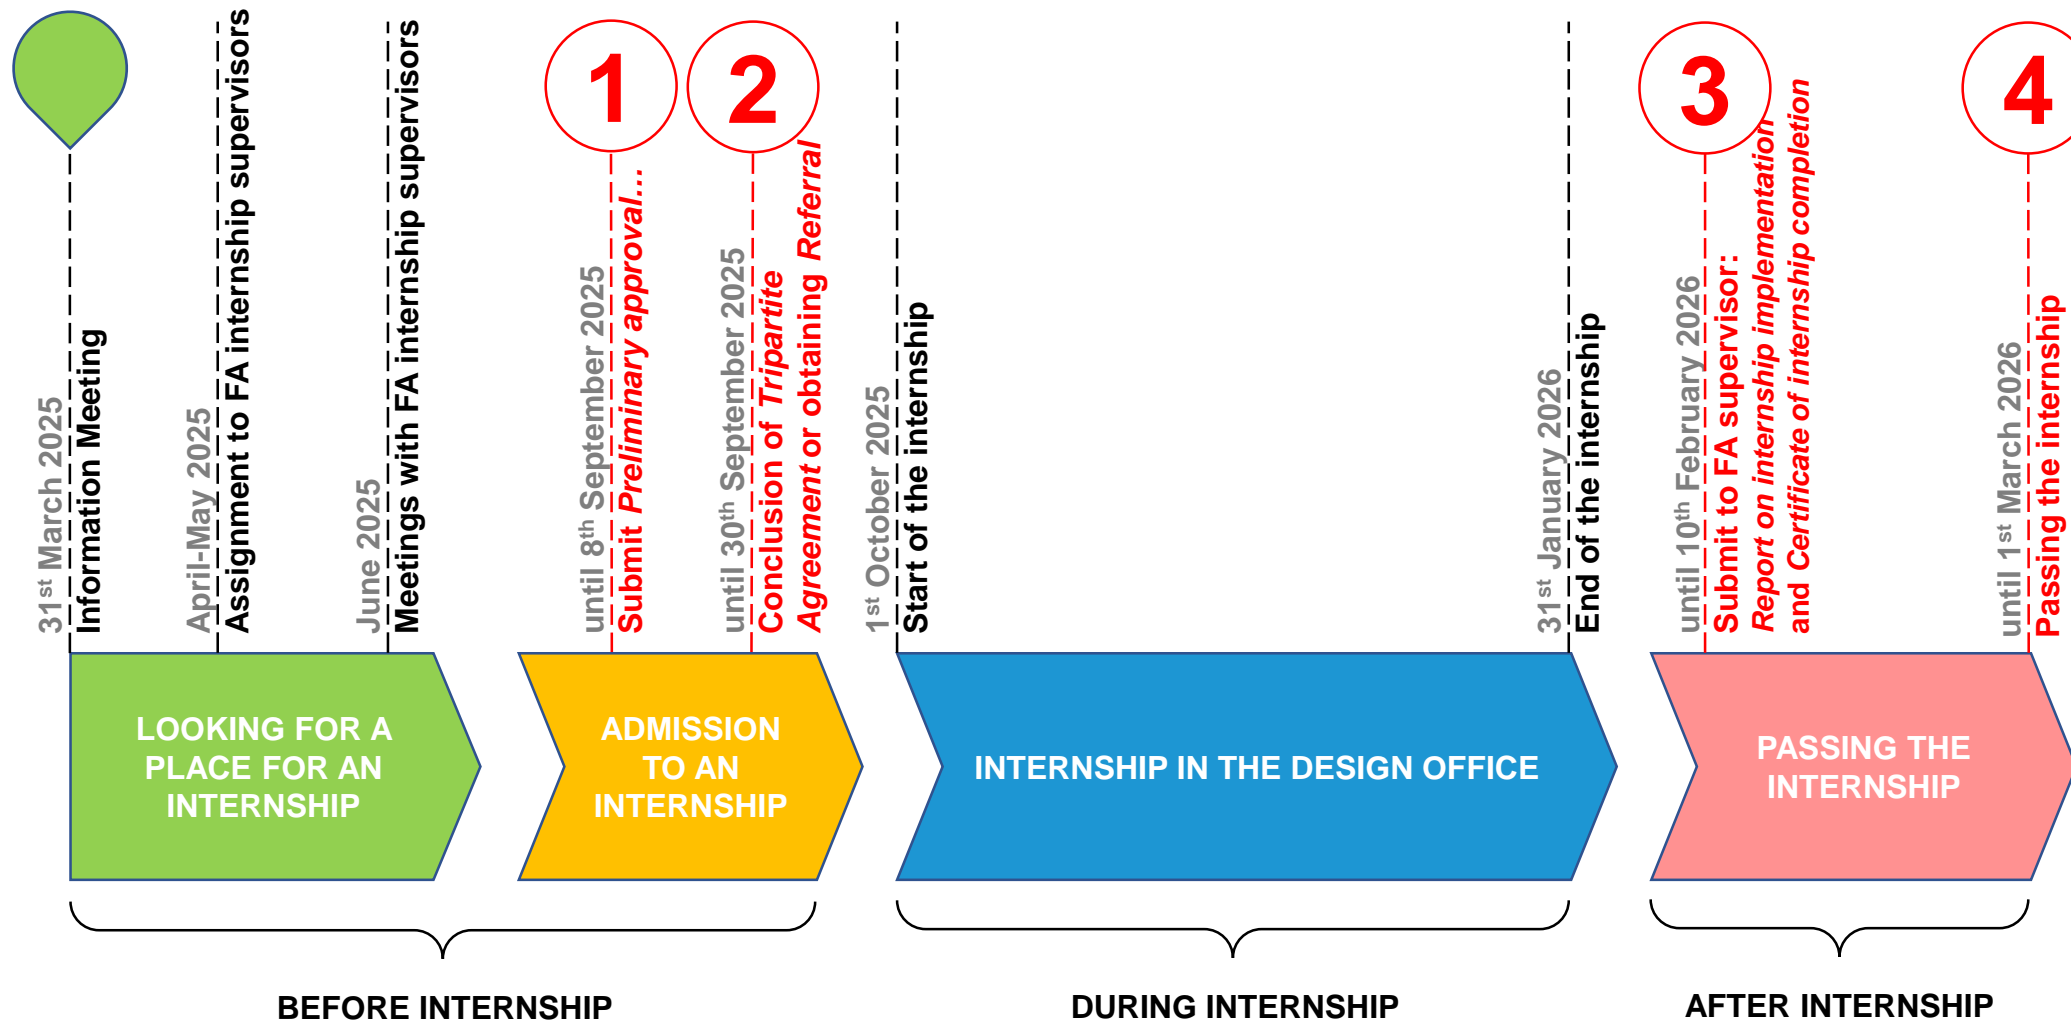 31st March 2025
Information Meeting
April-May 2025
Assignment to FA internship supervisors
June 2025
Meetings with FA internship supervisors
1
until 8th September 2025
Submit Preliminary approval...
2
until 30th September 2025
Conclusion of Tripartite
Agreement or obtaining Referral
1st October 2025
Start of the internship
31st January 2026
End of the internship
3
until 10th February 2026
Submit to FA supervisor:
Report on internship implementation
and Certificate of internship completion
4
until 1st March 2026
Passing the internship
LOOKING FOR A
PLACE FOR AN
INTERNSHIP
ADMISSION
TO AN
INTERNSHIP
INTERNSHIP IN THE DESIGN OFFICE
PASSING THE
INTERNSHIP
BEFORE INTERNSHIP
DURING INTERNSHIP
AFTER INTERNSHIP